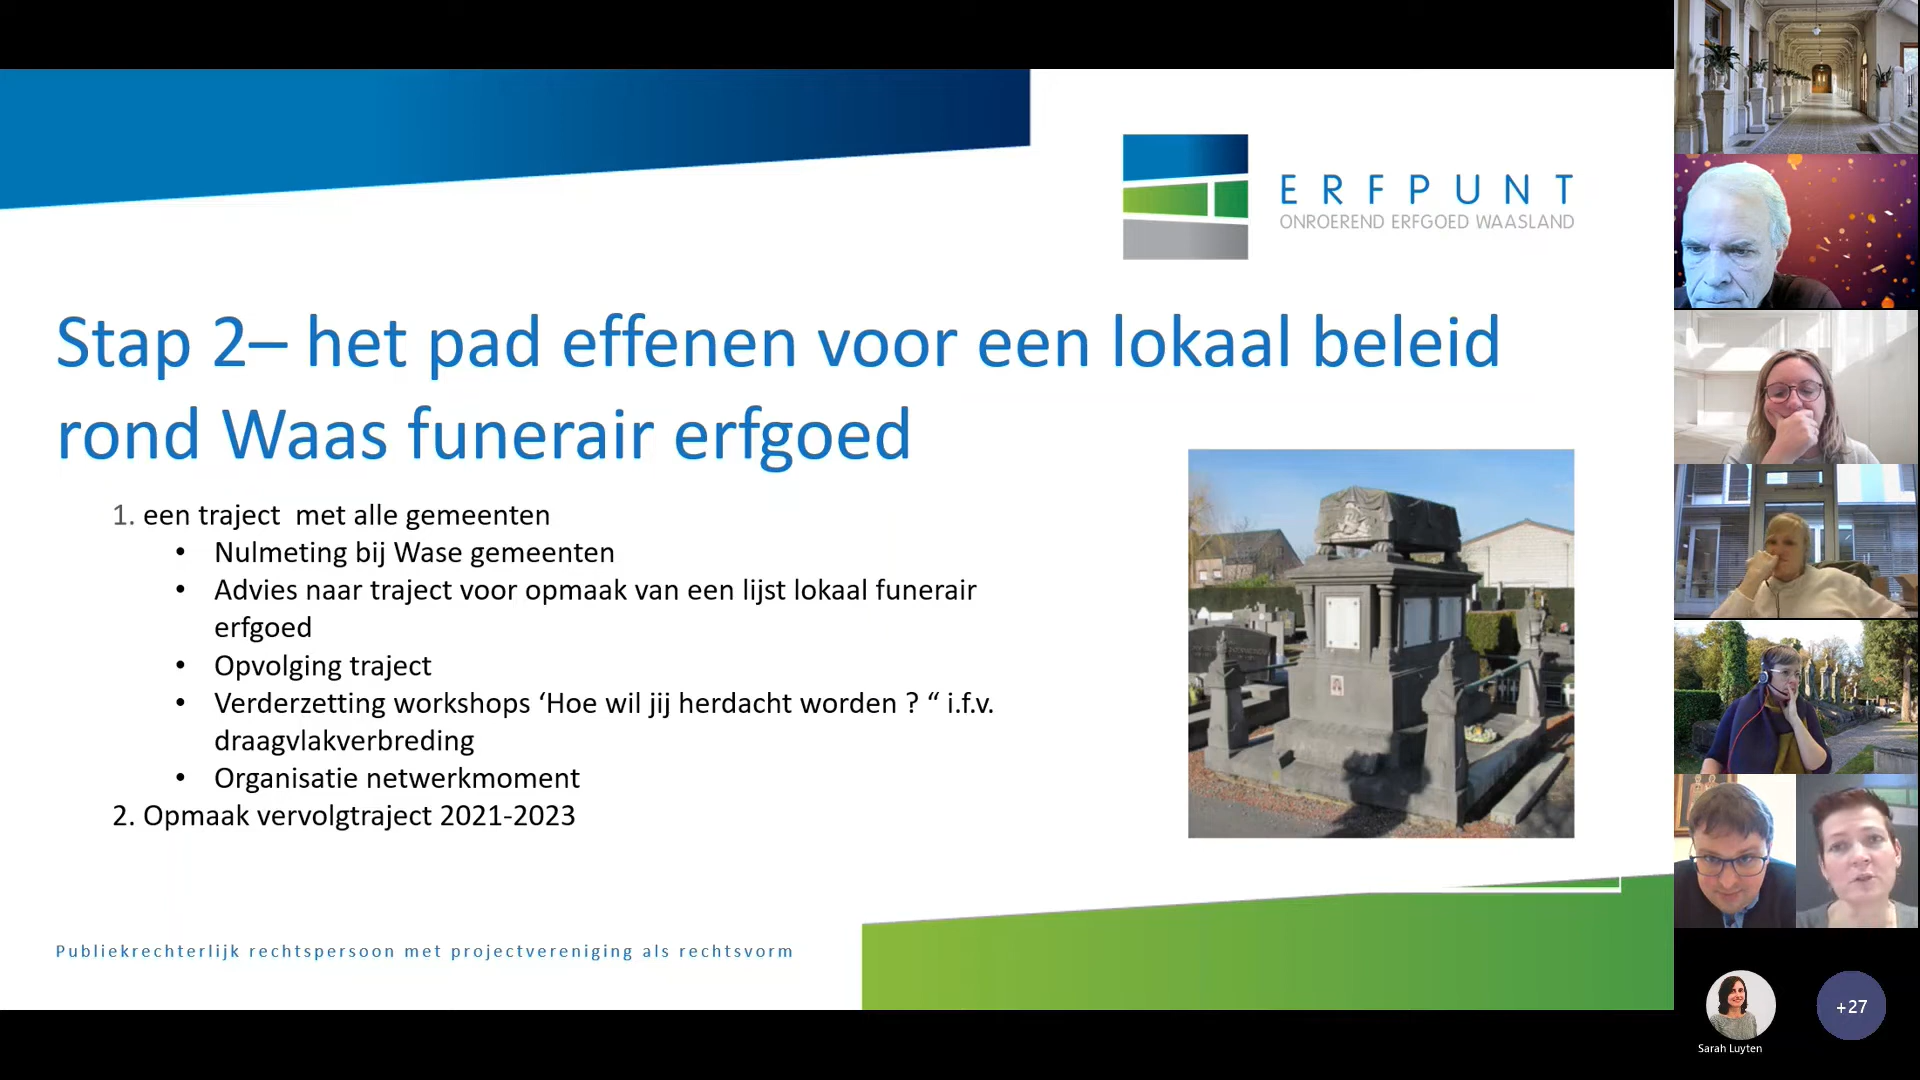 ERFPUNT
ONROEREND ERFGOED WAASLAND
Stap 2– het pad effenen voor een lokaal beleid
rond Waas funerair erfgoed
1. een traject  met alle gemeenten
• Nulmeting bij Wase gemeenten
• Advies naar traject voor opmaak van een lijst lokaal funerair
erfgoed
• Opvolging traject
• Verderzetting workshops ‘Hoe wil jij herdacht worden ? “ i.f.v.
draagvlakverbreding
• Organisatie netwerkmoment
2. Opmaak vervolgtraject 2021-2023
Publiekrechterlijk rechtspersoon met projectvereniging als rechtsvorm
+27
Sarah Luyten